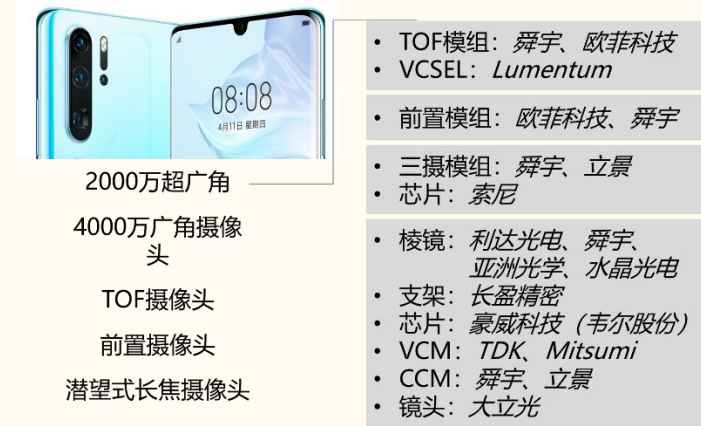 08:08
4月11日 星期四
2000万超广角
4000万广角摄像
头
TOF摄像头
前置摄像头
潜望式长焦摄像头
• TOF模组：舜宇、欧菲科技
• VCSEL：Lumentum
• 前置模组：欧菲科技、舜宇
• 三摄模组：舜宇、立景
• 芯片：索尼
• 棱镜：利达光电、舜宇、
亚洲光学、水晶光电
• 支架：长盈精密
• 芯片：豪威科技（韦尔股份）
• VCM：TDK、Mitsumi
• CCM：舜宇、立景
• 镜头：大立光